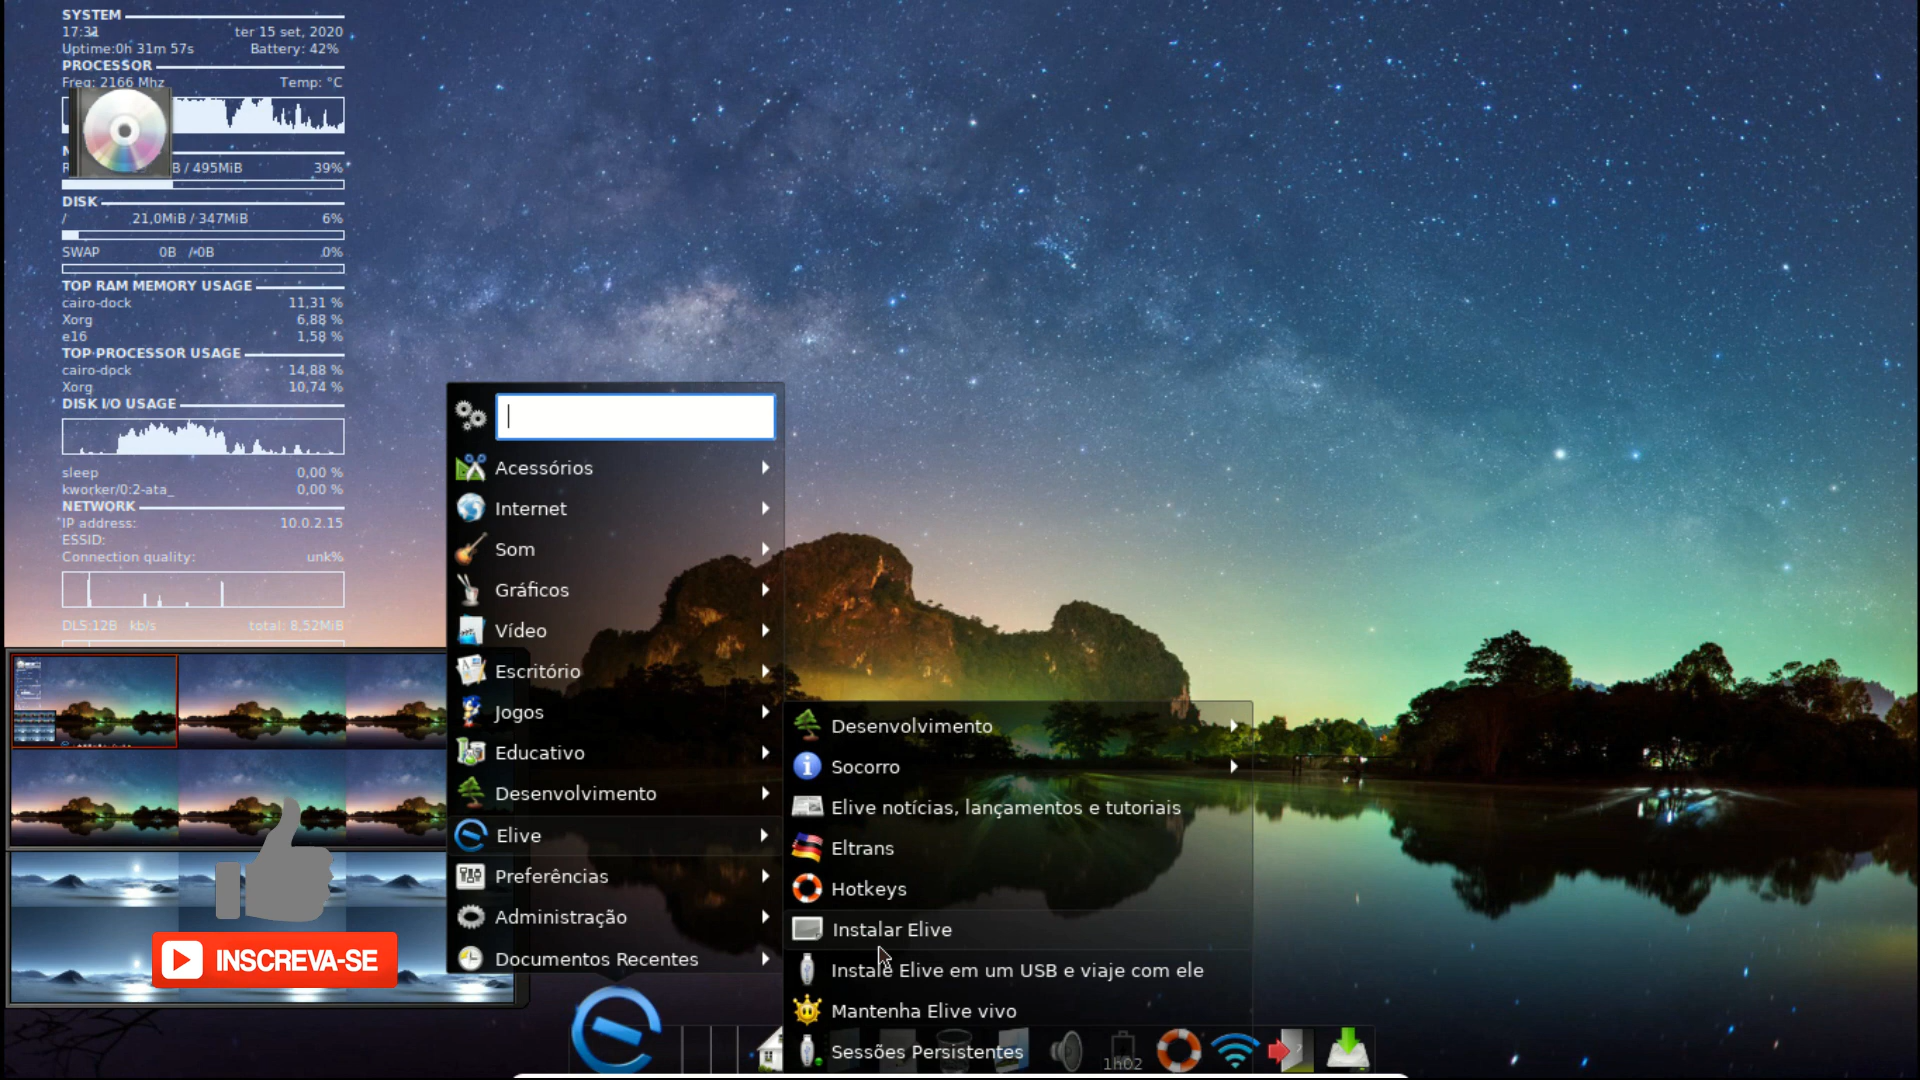 SYSTEM
17:31 ter 15 set, 2020
Uptime:0h 31m 57s Battery: 42%
PROCESSOR
Freq: 2166 Mhz Temp: °C
B / 495MiB 39%
DISK
/ 21,0MiB / 347MiB 6%
SWAP 0B / 0B 0%
TOP RAM MEMORY USAGE
cairo-dock 11,31 %
Xorg 6,88 %
e16 1,58 %
TOP PROCESSOR USAGE
cairo-dock 14,88 %
Xorg 10,74 %
DISK I/O USAGE
sleep 0,00 %
kworker/0:2-ata_ 0,00 %
NETWORK
IP address: 10.0.2.15
ESSID:
Connection quality: unk%
DLS:12B kb/s total: 8,52MiB
Acessórios
Internet
Som
Gráficos
Vídeo
Escritório
Jogos
Educativo
Desenvolvimento
Elive
Preferências
Administração
Documentos Recentes
Desenvolvimento
Socorro
Elive notícias, lançamentos e tutoriais
Eltrans
Hotkeys
Instalar Elive
Instale Elive em um USB e viaje com ele
Mantenha Elive vivo
Sessões Persistentes
INSCREVA-SE
1h02